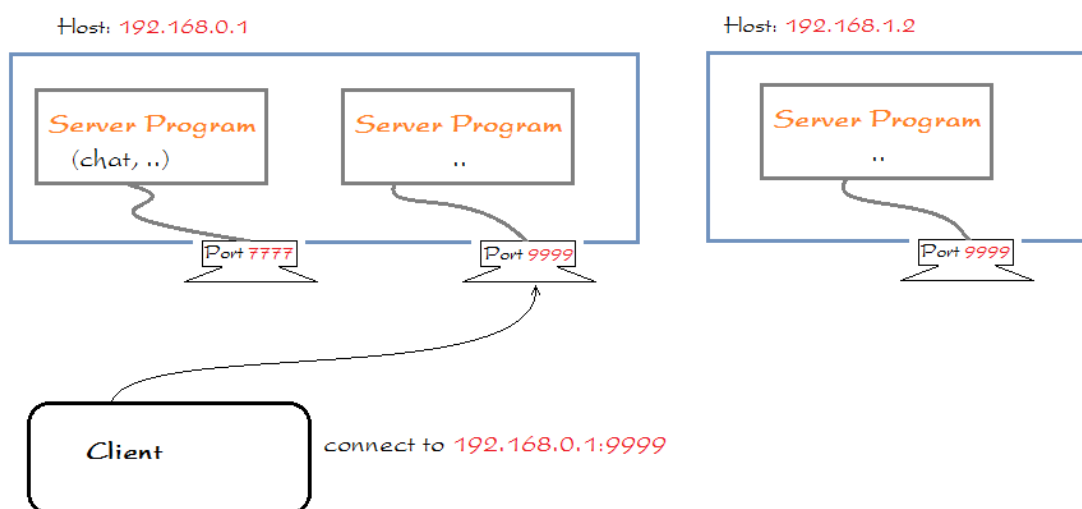 Host: 192.168.0.1
Host: 192.168.1.2
Server Program
(chat, ..)
Server Program
..
Server Program
..
Port 7777
Port 9999
Port 9999
Client
connect to 192.168.0.1:9999